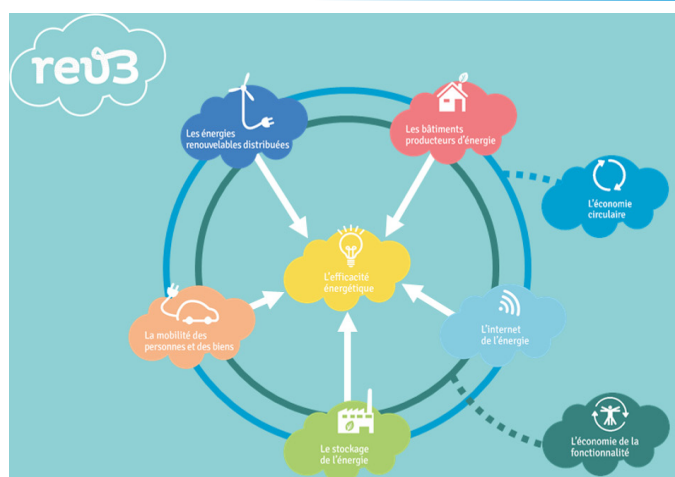 rev3
Les énergies
renouvelables distribuées
Les bâtiments
producteurs d'énergie
L'économie
circulaire
L'efficacité
énergétique
La mobilité des
personnes et des biens
L'internet
de l'énergie
Le stockage
de l'énergie
L'économie de la
fonctionnalité